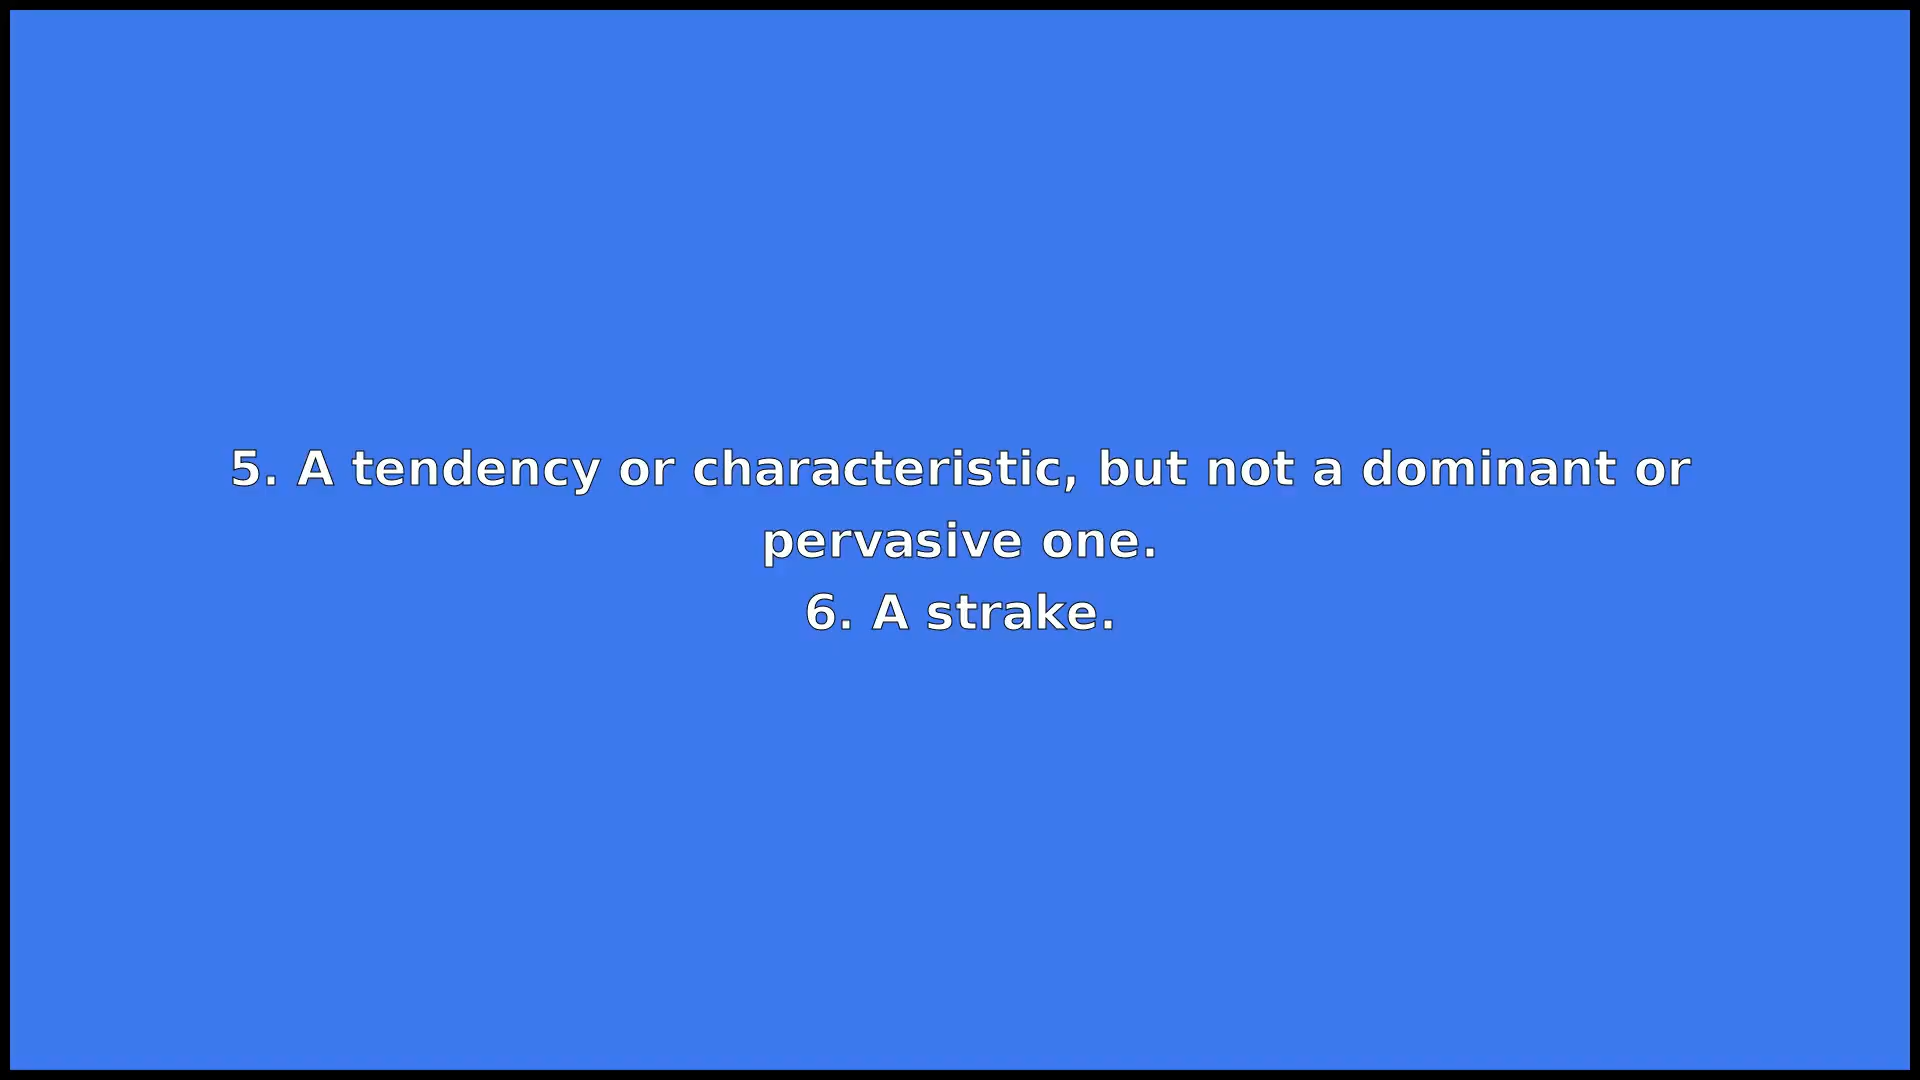 5. A tendency or characteristic, but not a dominant or
pervasive one.
6. A strake.